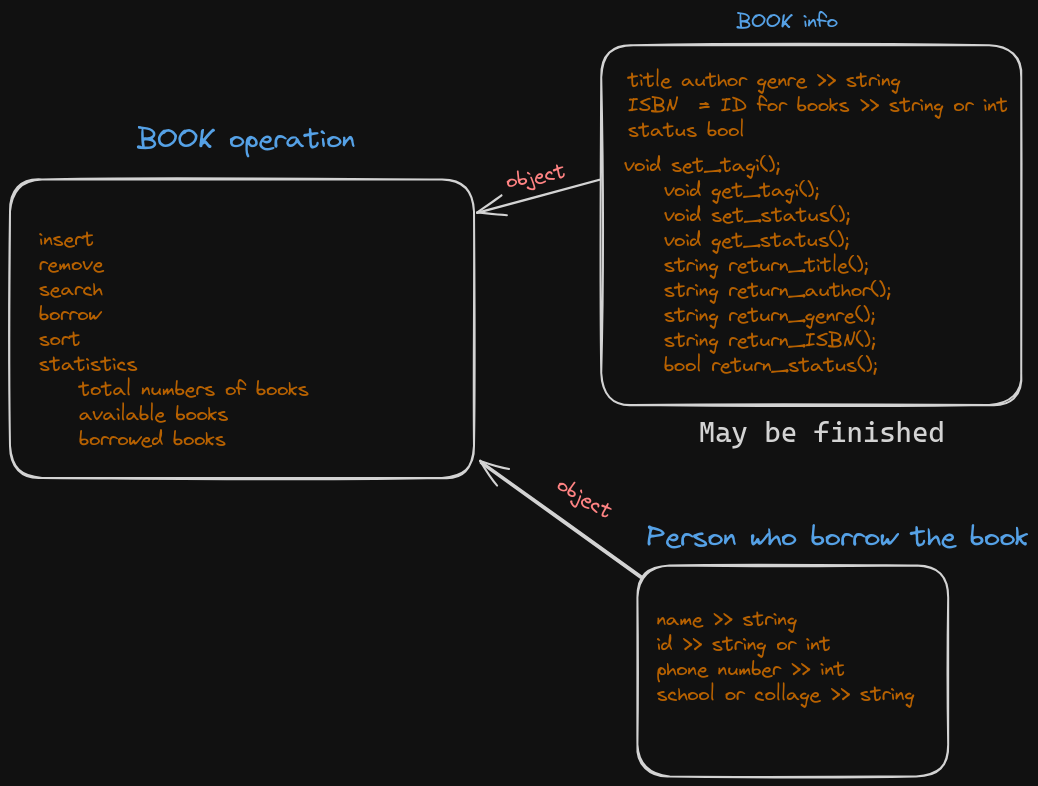 BOOK info
title author genre >> string
ISBN = ID for books >> string or int
status bool
void set_tagi();
void get_tagi();
void set_status();
void get_status();
string return_title();
string return_author();
string return_genre();
string return_ISBN();
bool return_status();
May be finished
BOOK operation
insert
remove
search
borrow
sort
statistics
total numbers of books
available books
borrowed books
object
object
Person who borrow the book
name >> string
id >> string or int
phone number >> int
school or collage >> string